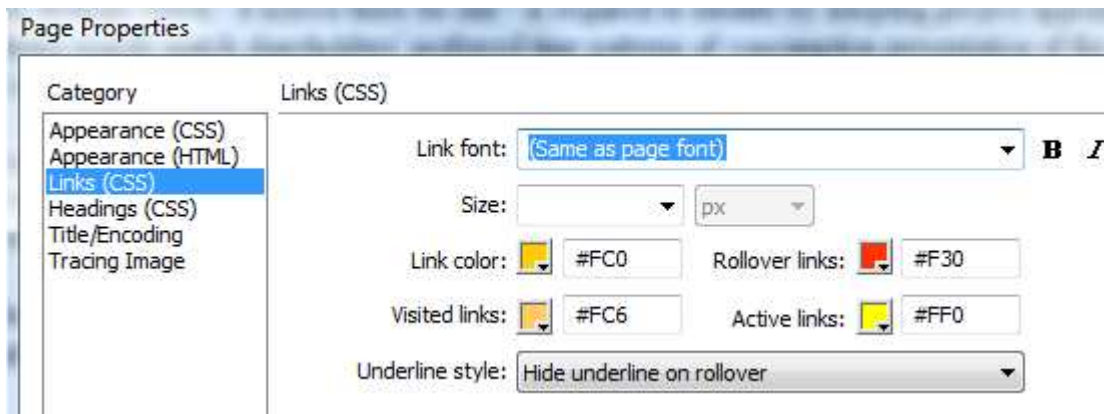 Page Properties
Category
Links (CSS)
Appearance (CSS)
Appearance (HTML)
Links (CSS)
Headings (CSS)
Title/Encoding
Tracing Image
Link font: (Same as page font) B I
Size: px
Link color: #FC0 Rollover links: #F30
Visited links: #FC6 Active links: #FF0
Underline style: Hide underline on rollover